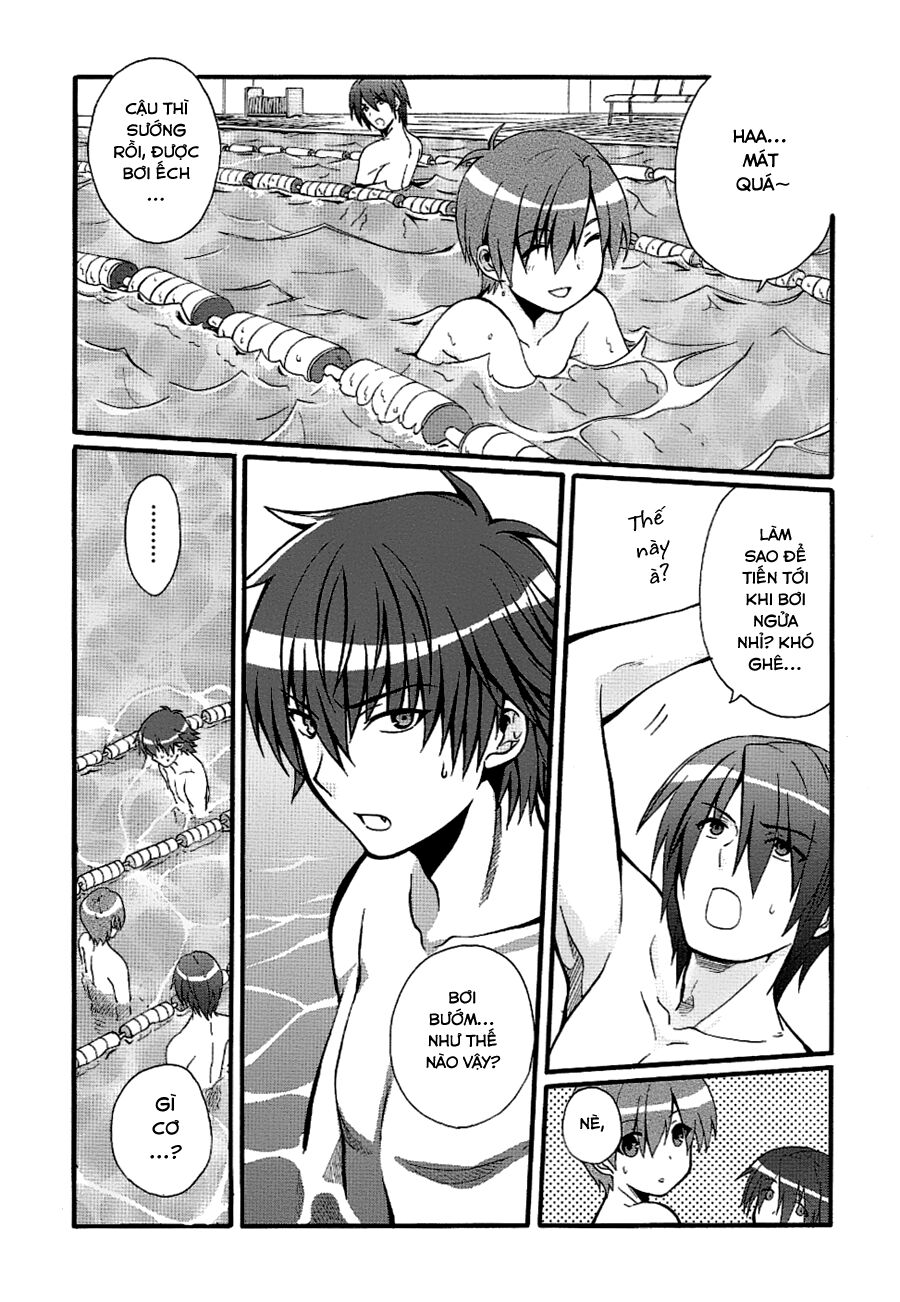 HAA...
MÁT
QUÁ~
CẬU THÌ
SƯỚNG
RỒI, ĐƯỢC
BƠI ẾCH
...
LÀM
SAO ĐỂ
TIẾN TỚI
KHI BƠI
NGỬA
NHỈ? KHÓ
GHÊ...
Thế
này
à?
NÈ,
BƠI
BƯỚM...
NHƯ THẾ
NÀO VẬY?
........
GÌ
CƠ
...?